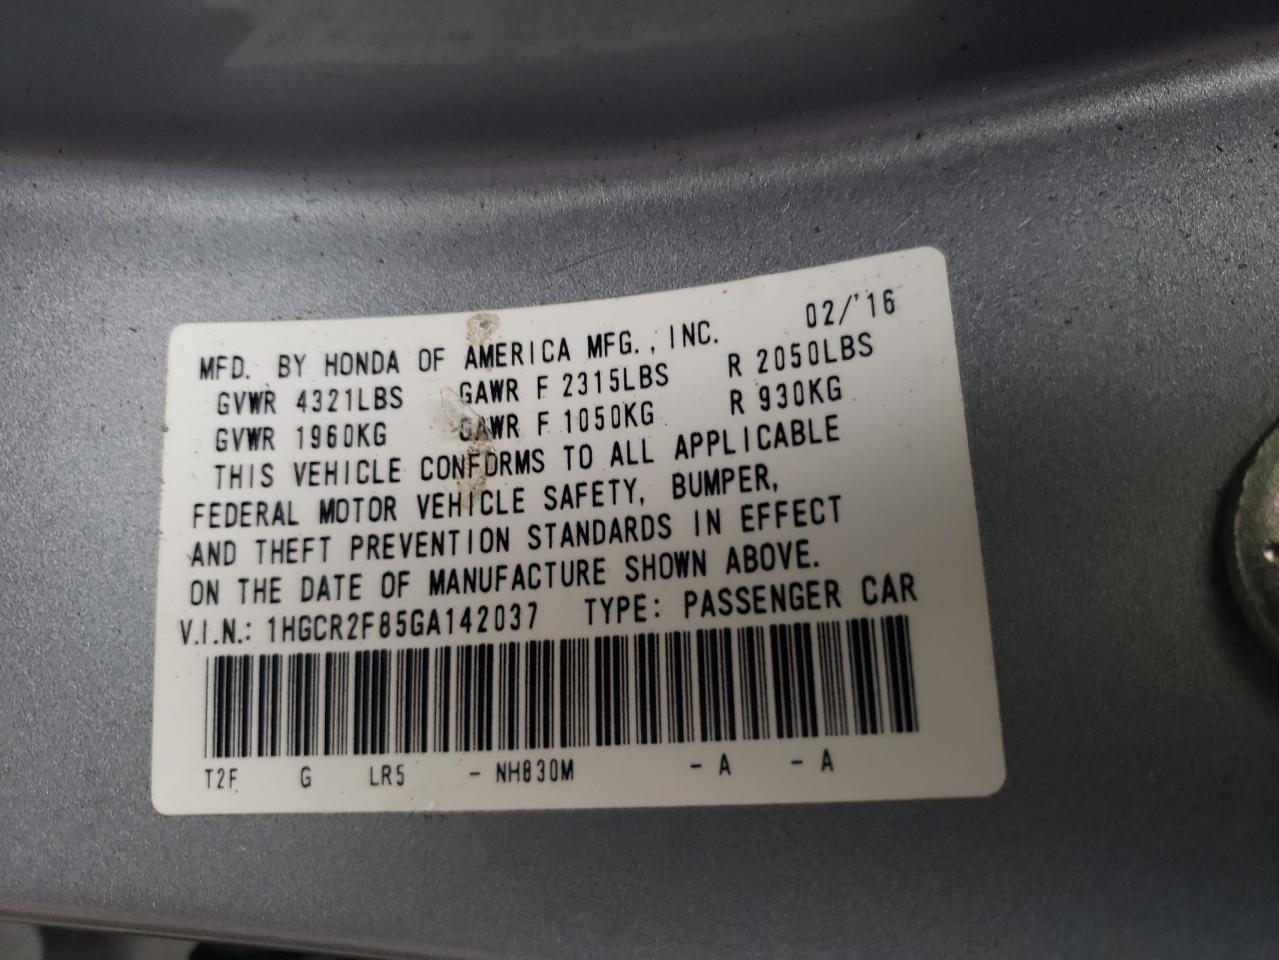 MFD. BY HONDA OF AMERICA MFG., INC. 02/'16
GVWR 4321LBS GAWR F 2315LBS R 2050LBS
GVWR 1960KG GAWR F 1050KG R 930KG
THIS VEHICLE CONFORMS TO ALL APPLICABLE
FEDERAL MOTOR VEHICLE SAFETY, BUMPER,
AND THEFT PREVENTION STANDARDS IN EFFECT
ON THE DATE OF MANUFACTURE SHOWN ABOVE.
V.I.N.: 1HGCR2F85GA142037 TYPE: PASSENGER CAR
T2F G LR5 - NH830M - A - A